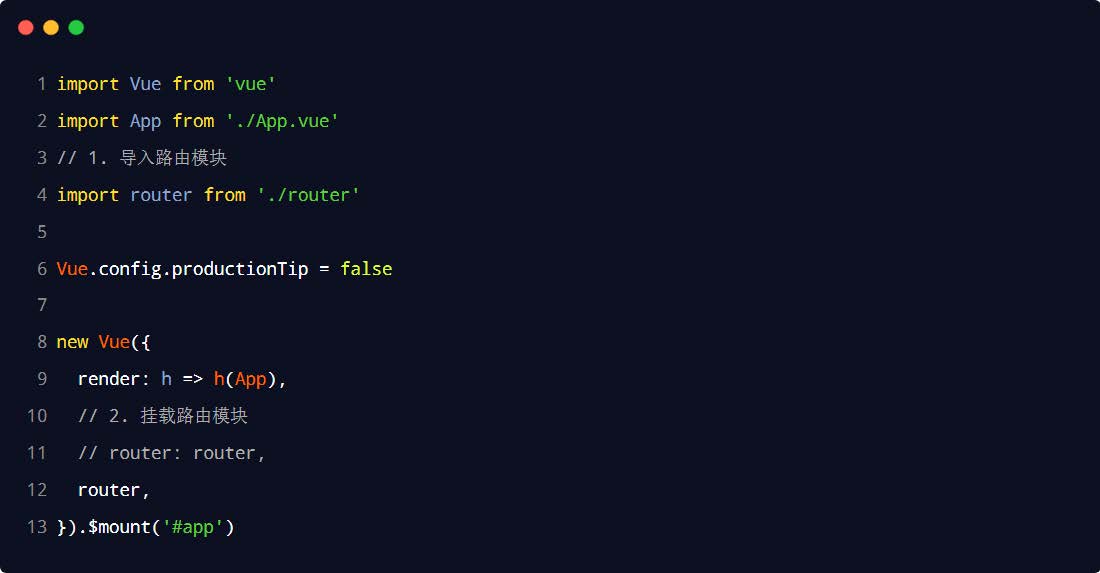 1 import Vue from 'vue'
2 import App from './App.vue'
3 // 1. 导入路由模块
4 import router from './router'
5
6 Vue.config.productionTip = false
7
8 new Vue({
9   render: h => h(App),
10   // 2. 挂载路由模块
11   // router: router,
12   router,
13 }).$mount('#app')